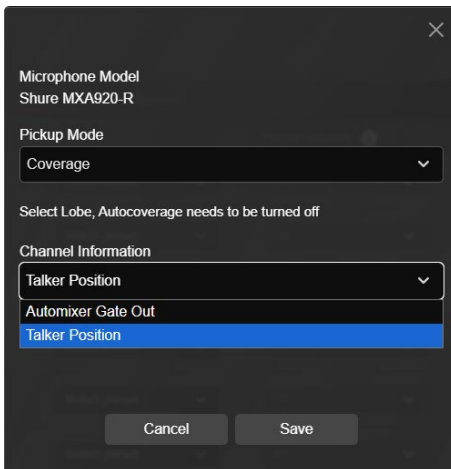 Microphone Model
Shure MXA920-R
Pickup Mode
Coverage
Select Lobe, Autocoverage needs to be turned off
Channel Information
Talker Position
Automixer Gate Out
Talker Position
Cancel
Save